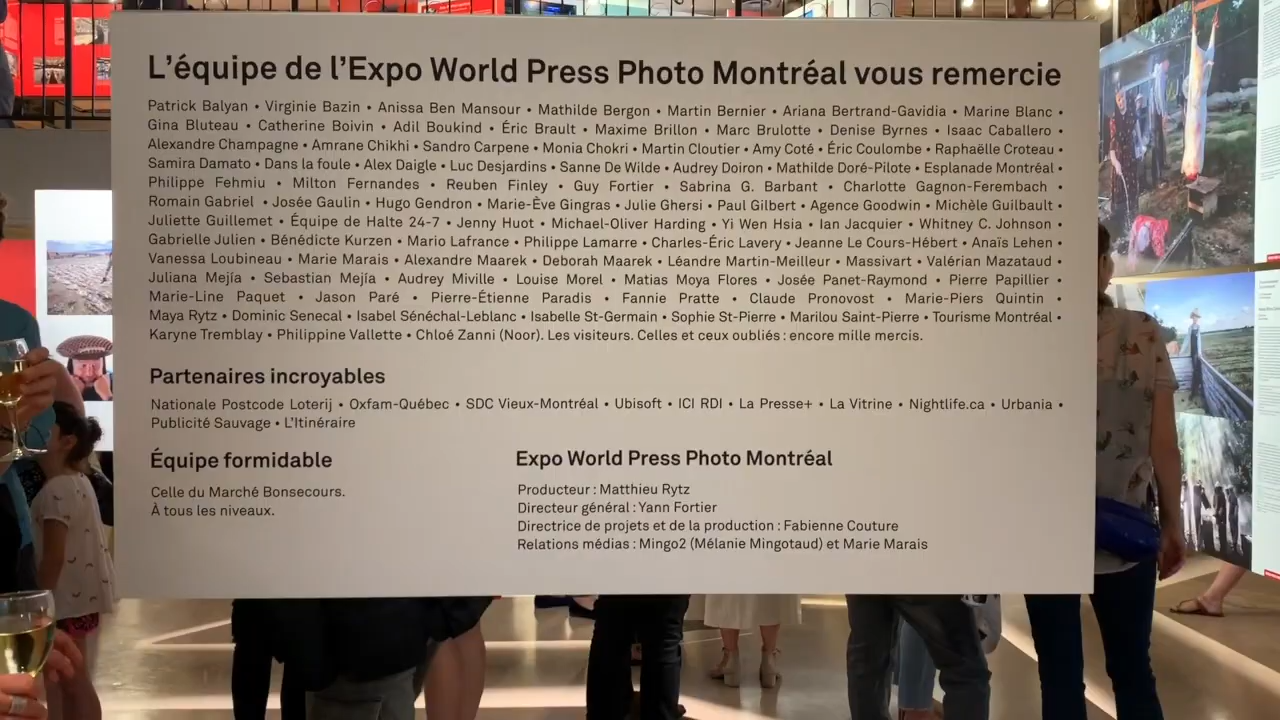 L'équipe de l'Expo World Press Photo Montréal vous remercie
Patrick Balyan • Virginie Bazin • Anissa Ben Mansour • Mathilde Bergon • Martin Bernier • Ariana Bertrand-Gavidia • Marine Blanc •
Gina Bluteau • Catherine Boivin • Adil Boukind • Éric Brault • Maxime Brillon • Marc Brulotte • Denise Byrnes • Isaac Caballero •
Alexandre Champagne • Amrane Chikhi • Sandro Carpene • Monia Chokri • Martin Cloutier • Amy Coté • Éric Coulombe • Raphaëlle Croteau •
Samira Damato • Dans la foule • Alex Daigle • Luc Desjardins • Sanne De Wilde • Audrey Doiron • Mathilde Doré-Pilote • Esplanade Montréal •
Philippe Fehmiu • Milton Fernandes • Reuben Finley • Guy Fortier • Sabrina G. Barbant • Charlotte Gagnon-Ferembach •
Romain Gabriel • Josée Gaulin • Hugo Gendron • Marie-Ève Gingras • Julie Ghersi • Paul Gilbert • Agence Goodwin • Michèle Guilbault •
Juliette Guillemet • Équipe de Halte 24-7 • Jenny Huot • Michael-Oliver Harding • Yi Wen Hsia • Ian Jacquier • Whitney C. Johnson •
Gabrielle Julien • Bénédicte Kurzen • Mario Lafrance • Philippe Lamarre • Charles-Éric Lavery • Jeanne Le Cours-Hébert • Anaïs Lehen •
Vanessa Loubineau • Marie Marais • Alexandre Maarek • Deborah Maarek • Léandre Martin-Meilleur • Massivart • Valérian Mazataud •
Juliana Mejía • Sebastian Mejía • Audrey Miville • Louise Morel • Matias Moya Flores • Josée Panet-Raymond • Pierre Papillier •
Marie-Line Paquet • Jason Paré • Pierre-Étienne Paradis • Fannie Pratte • Claude Pronovost • Marie-Piers Quintin •
Maya Rytz • Dominic Senecal • Isabel Sénéchal-Leblanc • Isabelle St-Germain • Sophie St-Pierre • Marilou Saint-Pierre • Tourisme Montréal •
Karyne Tremblay • Philippine Vallette • Chloé Zanni (Noor). Les visiteurs. Celles et ceux oubliés : encore mille mercis.
Partenaires incroyables
Nationale Postcode Loterij • Oxfam-Québec • SDC Vieux-Montréal • Ubisoft • ICI RDI • La Presse+ • La Vitrine • Nightlife.ca • Urbania •
Publicité Sauvage • L'Itinéraire
Équipe formidable
Celle du Marché Bonsecours.
À tous les niveaux.
Expo World Press Photo Montréal
Producteur : Matthieu Rytz
Directeur général : Yann Fortier
Directrice de projets et de la production : Fabienne Couture
Relations médias : Mingo2 (Mélanie Mingotaud) et Marie Marais